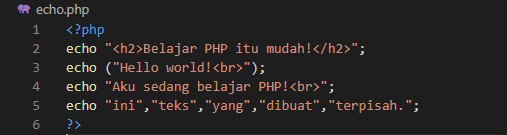 echo.php
1 <?php
2 echo "<h2>Belajar PHP itu mudah!</h2>";
3 echo ("Hello world!<br>");
4 echo "Aku sedang belajar PHP!<br>";
5 echo "ini","teks","yang","dibuat","terpisah.";
6 ?>